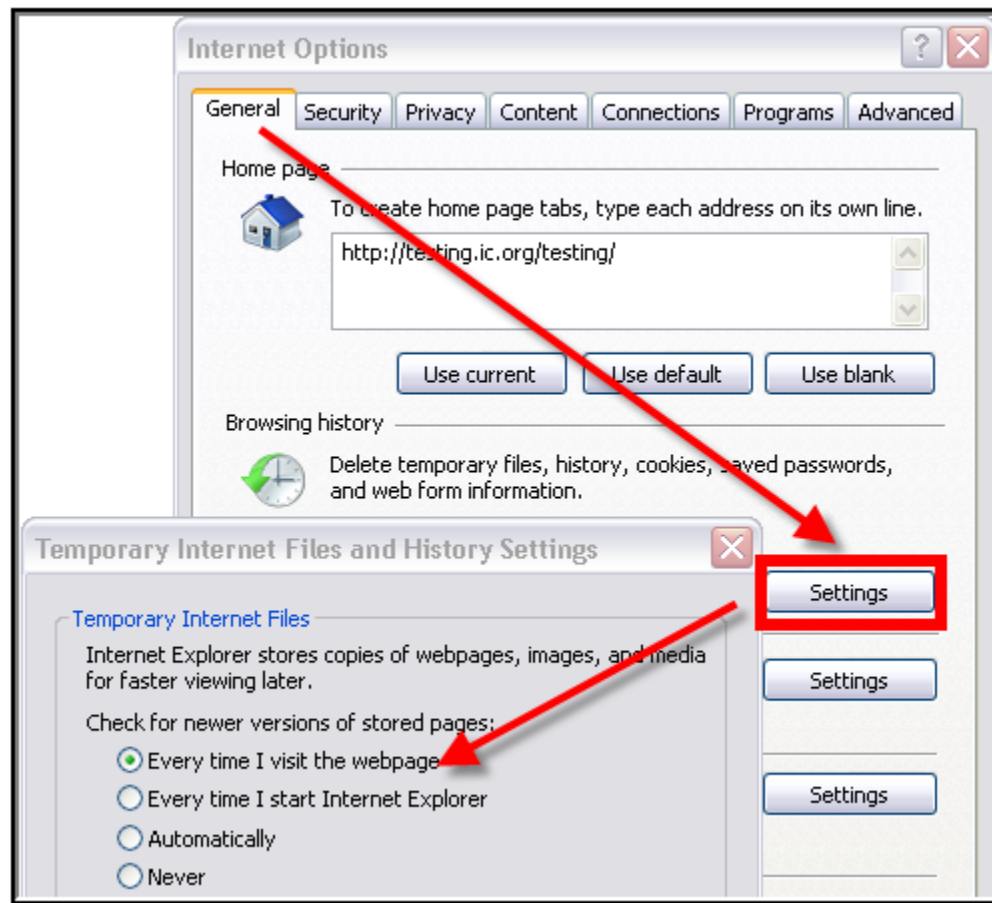 Internet Options
General Security Privacy Content Connections Programs Advanced
Home page
To create home page tabs, type each address on its own line.
http://testing.ic.org/testing/
Use current Use default Use blank
Browsing history
Delete temporary files, history, cookies, saved passwords,
and web form information.
Settings
Settings
Settings
Temporary Internet Files and History Settings
Temporary Internet Files
Internet Explorer stores copies of webpages, images, and media
for faster viewing later.
Check for newer versions of stored pages:
Every time I visit the webpage
Every time I start Internet Explorer
Automatically
Never